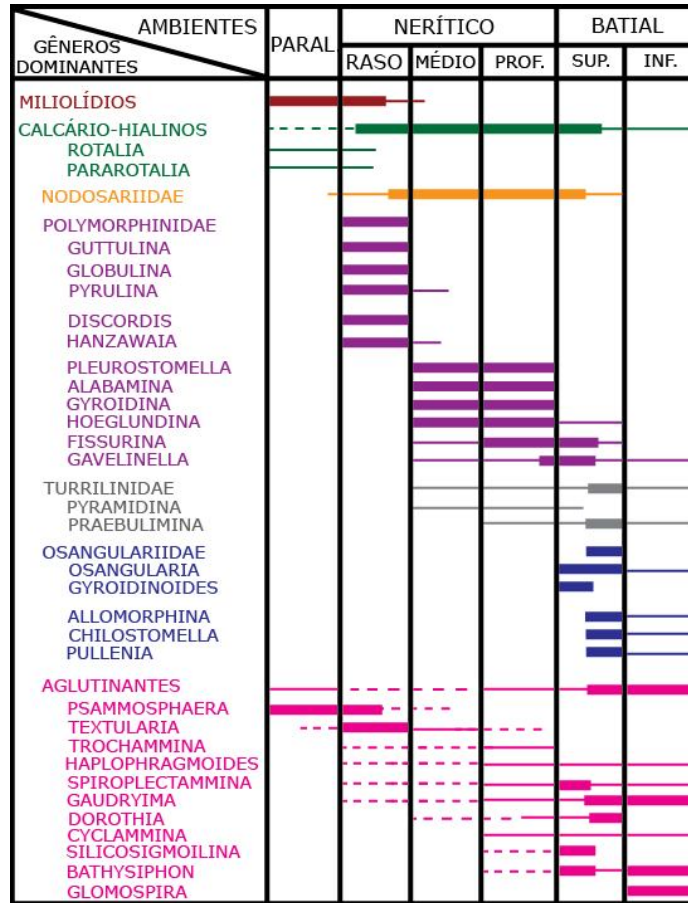 AMBIENTES
GÊNEROS
DOMINANTES
PARAL.
NERÍTICO
BATIAL
RASO
MÉDIO
PROF.
SUP.
INF.
MILIOLÍDIOS
CALCÁRIO-HIALINOS
ROTALIA
PARAROTALIA
NODOSARIIDAE
POLYMORPHINIDAE
GUTTULINA
GLOBULINA
PYRULINA
DISCORDIS
HANZAWAIA
PLEUROSTOMELLA
ALABAMINA
GYROIDINA
HOEGLUNDINA
FISSURINA
GAVELINELLA
TURRILINIDAE
PYRAMIDINA
PRAEBULIMINA
OSANGULARIIDAE
OSANGULARIA
GYROIDINOIDES
ALLOMORPHINA
CHILOSTOMELLA
PULLENIA
AGLUTINANTES
PSAMMOSPHAERA
TEXTULARIA
TROCHAMMINA
HAPLOPHRAGMOIDES
SPIROPLECTAMMINA
GAUDRYIMA
DOROTHIA
CYCLAMMINA
SILICOSIGMOILINA
BATHYSIPHON
GLOMOSPIRA